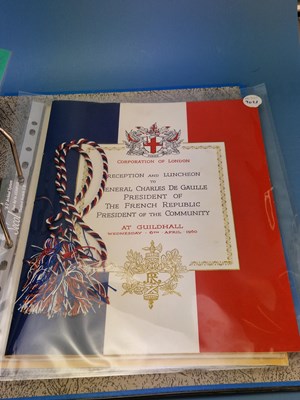 CORPORATION OF LONDON
RECEPTION AND LUNCHEON
TO
GENERAL CHARLES DE GAULLE
PRESIDENT OF
THE FRENCH REPUBLIC
PRESIDENT OF THE COMMUNITY
AT GUILDHALL
WEDNESDAY · 6TH APRIL 1960